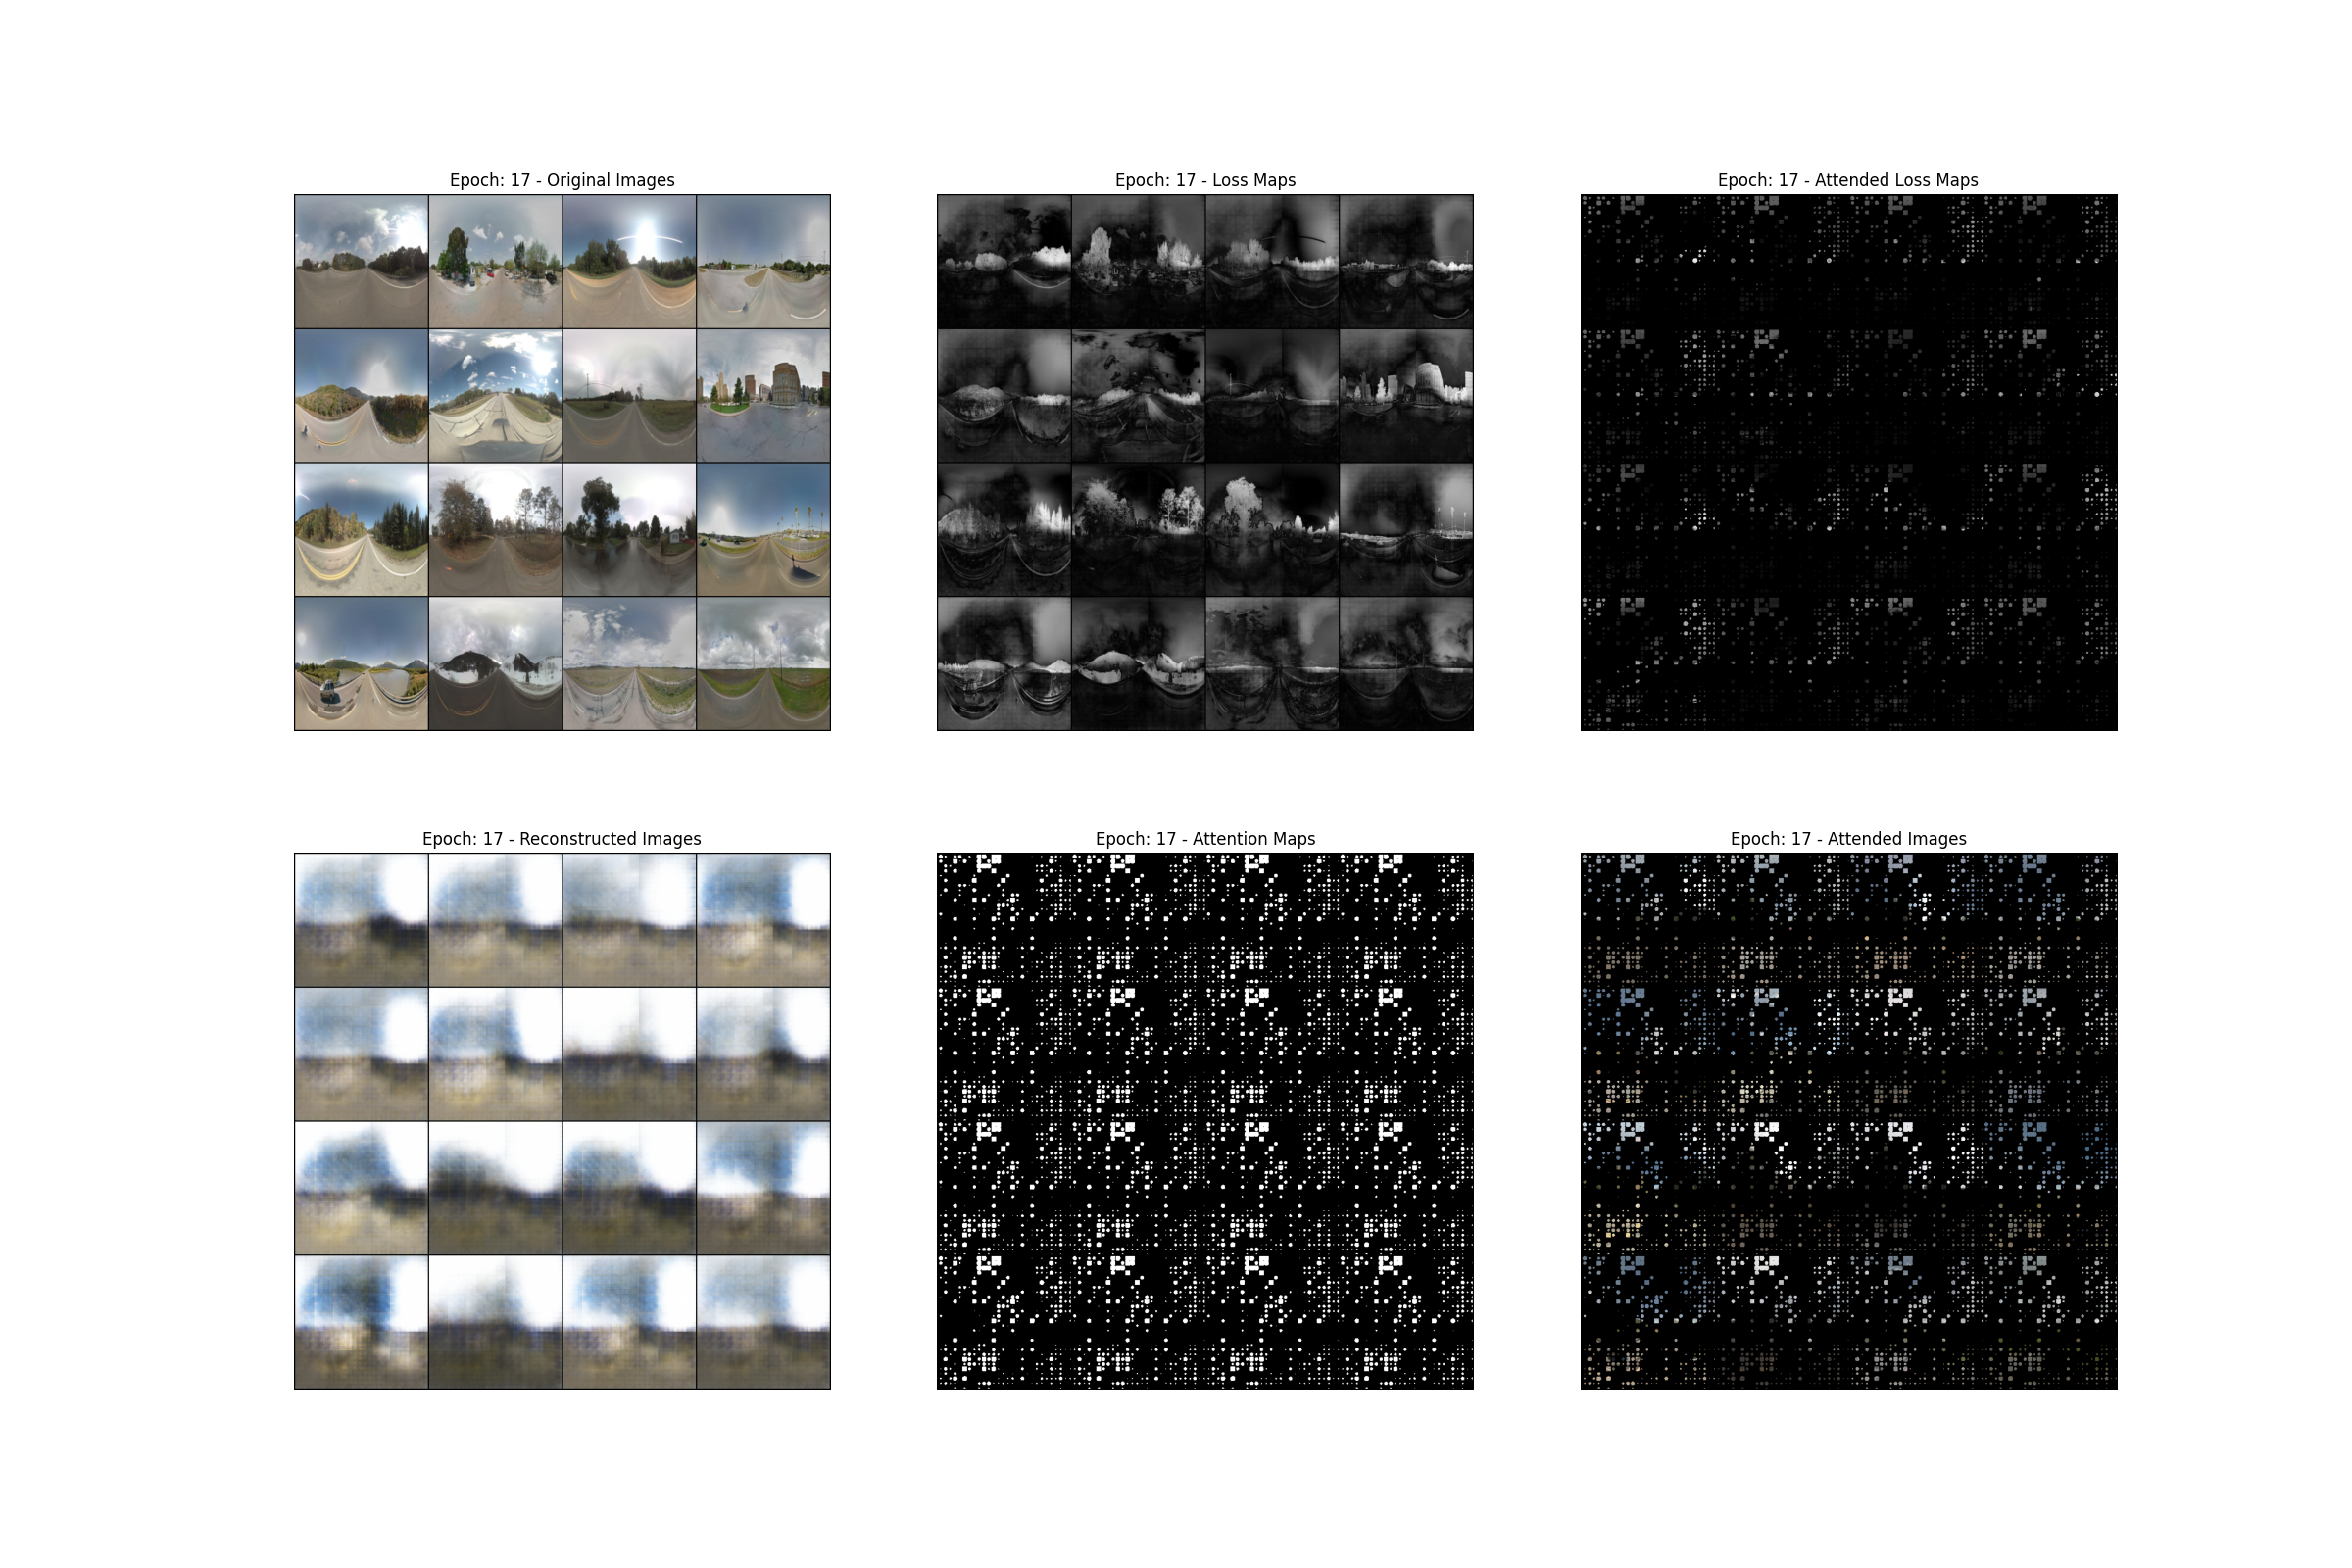 Epoch: 17 - Original Images
Epoch: 17 - Loss Maps
Epoch: 17 - Attended Loss Maps
Epoch: 17 - Reconstructed Images
Epoch: 17 - Attention Maps
Epoch: 17 - Attended Images